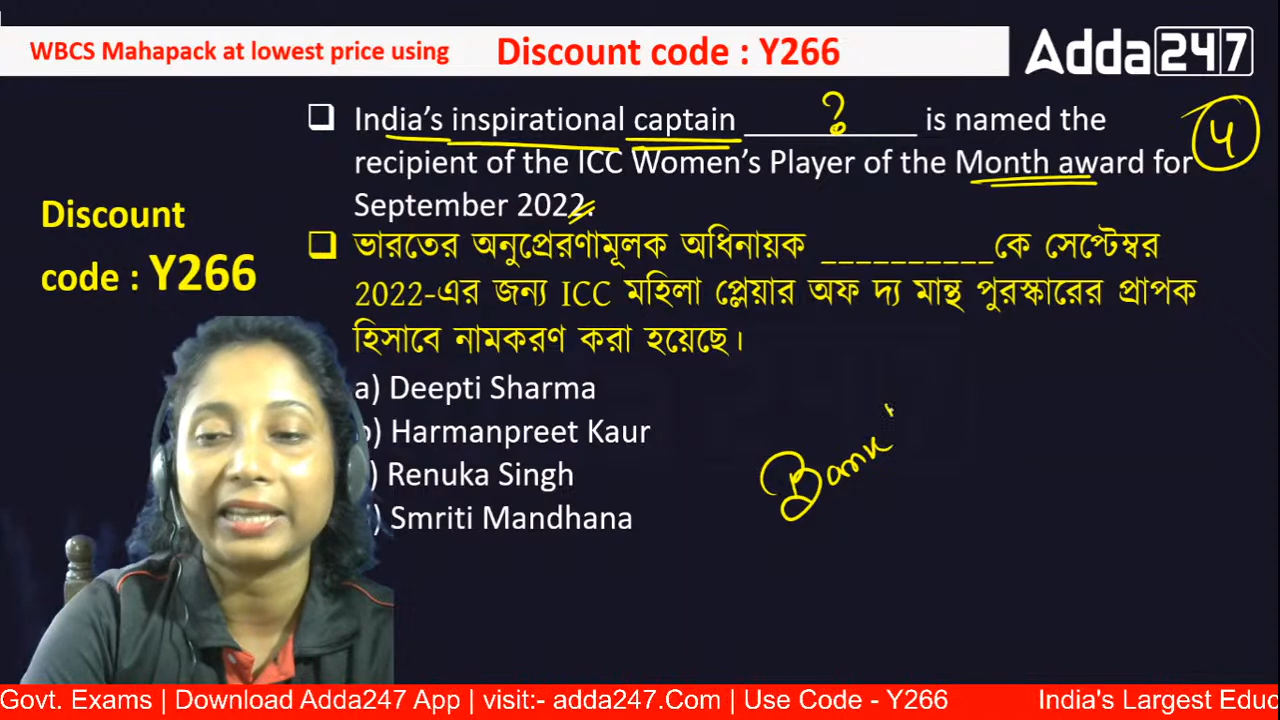 WBCS Mahapack at lowest price using Discount code : Y266 Adda247
India's inspirational captain ____________ is named the
?
4
recipient of the ICC Women's Player of the Month award for
September 2022.
Discount
code : Y266
ভারতের অনুপ্রেরণামূলক অধিনায়ক __________কে সেপ্টেম্বর
2022-এর জন্য ICC মহিলা প্লেয়ার অফ দ্য মান্থ পুরস্কারের প্রাপক
হিসাবে নামকরণ করা হয়েছে।
a) Deepti Sharma
) Harmanpreet Kaur
) Renuka Singh
) Smriti Mandhana
Bank
Govt. Exams | Download Adda247 App | visit:- adda247.Com | Use Code - Y266 India's Largest Educ